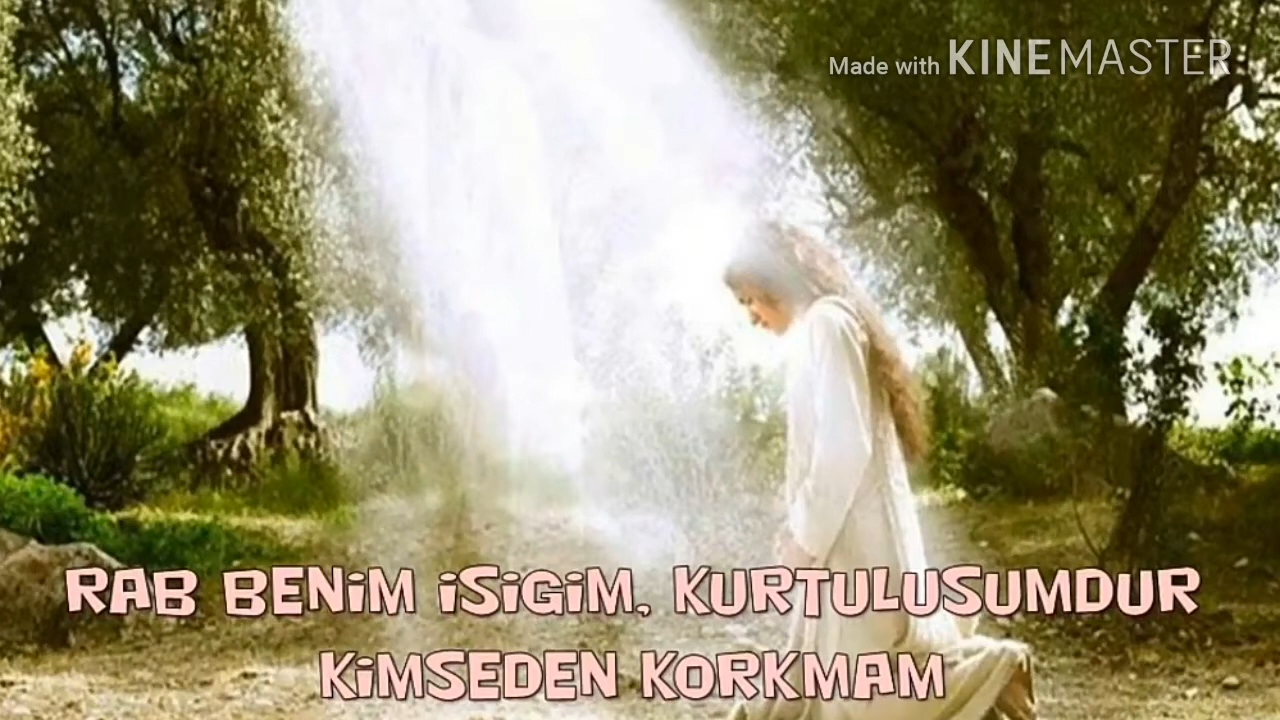 Made with KINEMASTER
RAB BENiM iSiGiM, KURTULUSUMDUR
KiMSEDEN KORKMAM